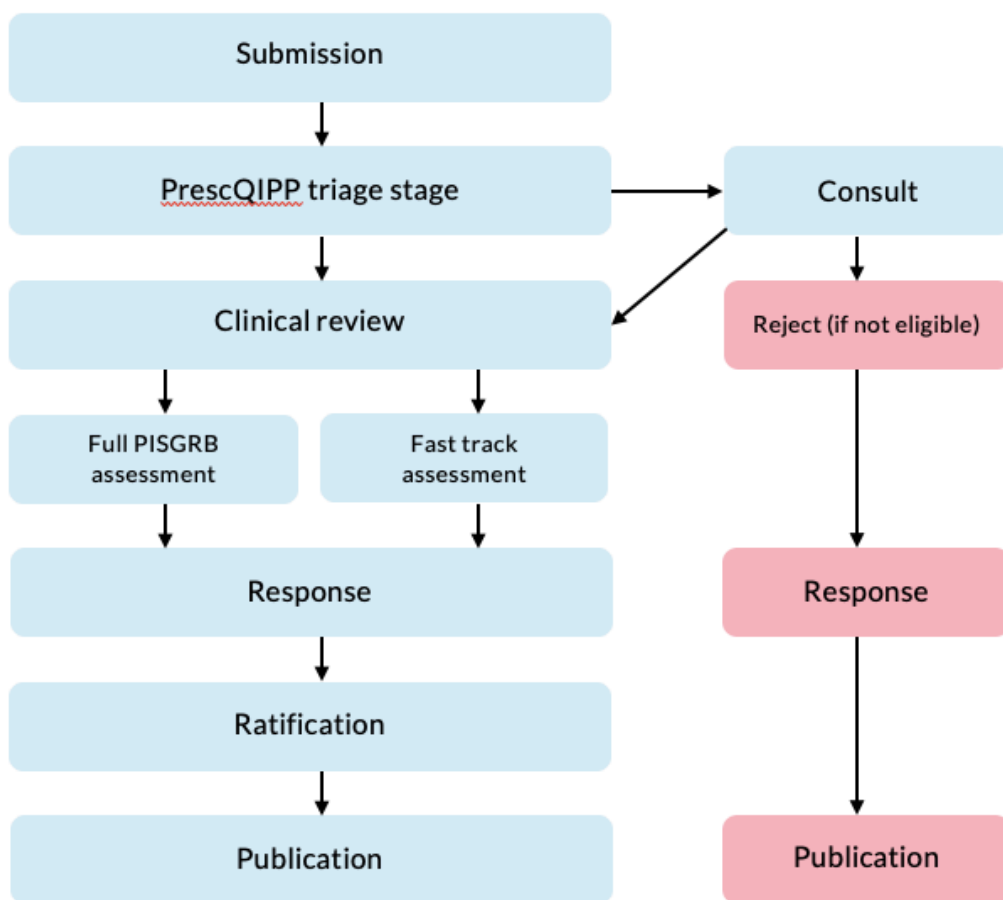 Submission
PrescQIPP triage stage
Consult
Clinical review
Reject (if not eligible)
Full PISGRB
assessment
Fast track
assessment
Response
Response
Ratification
Publication
Publication